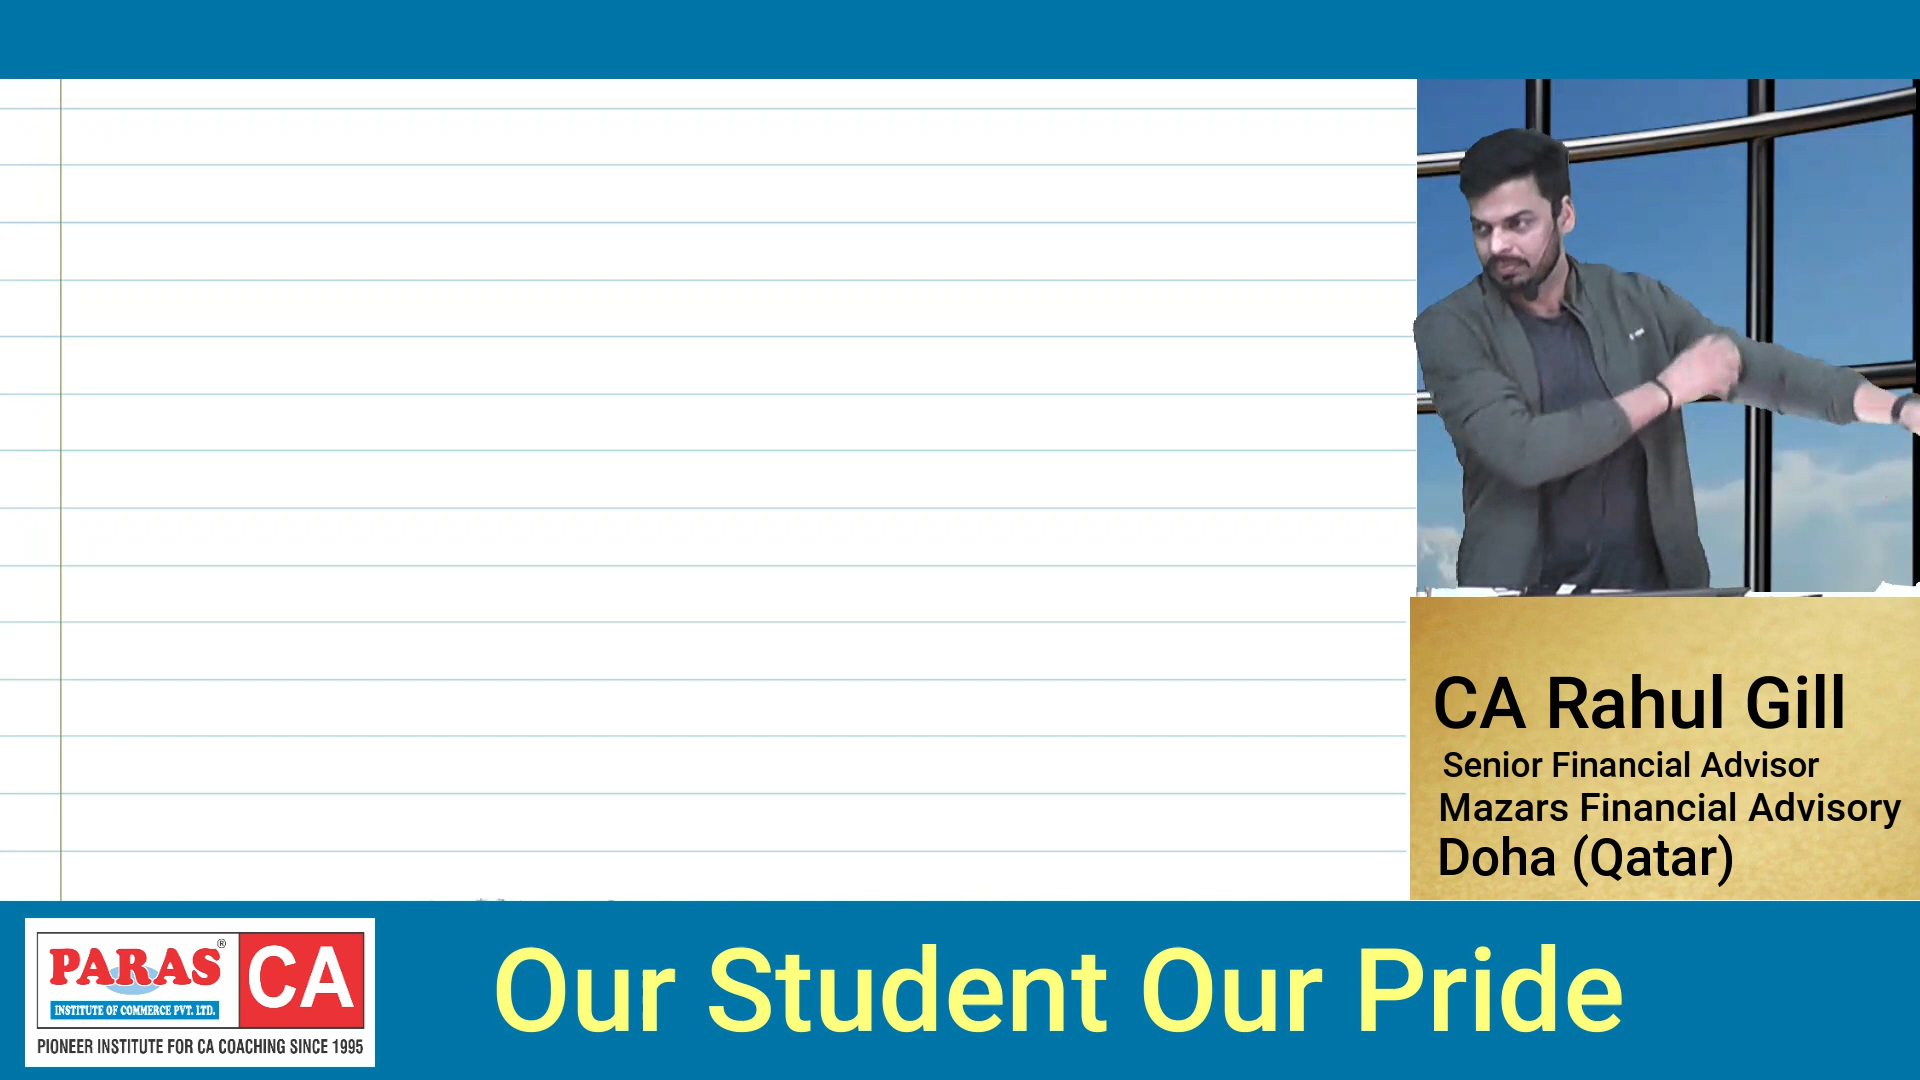 CA Rahul Gill
Senior Financial Advisor
Mazars Financial Advisory
Doha (Qatar)
PARAS®
CA
INSTITUTE OF COMMERCE PVT. LTD.
PIONEER INSTITUTE FOR CA COACHING SINCE 1995
Our Student Our Pride